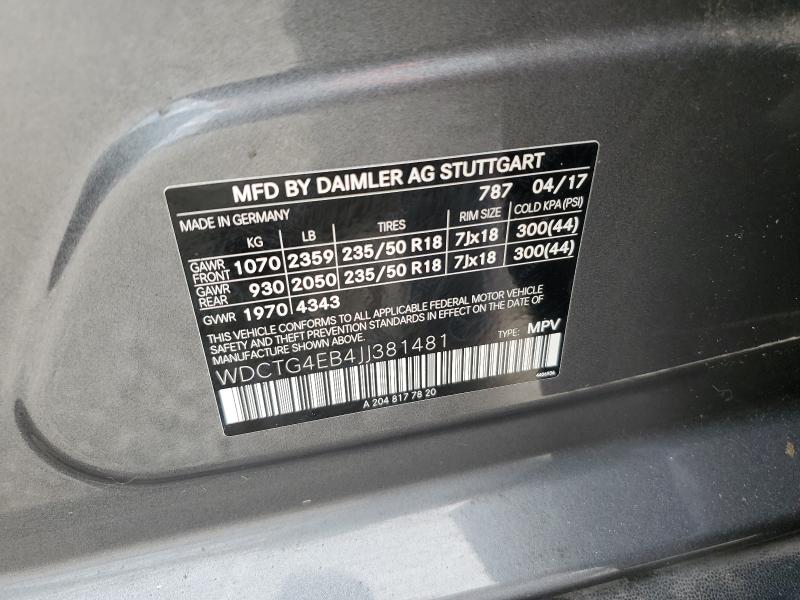 MFD BY DAIMLER AG STUTTGART
787 04/17
MADE IN GERMANY
KG LB TIRES RIM SIZE COLD KPA (PSI)
GAWR FRONT 1070 2359 235/50 R18 7Jx18 300(44)
GAWR REAR 930 2050 235/50 R18 7Jx18 300(44)
GVWR 1970 4343
THIS VEHICLE CONFORMS TO ALL APPLICABLE FEDERAL MOTOR VEHICLE
SAFETY AND THEFT PREVENTION STANDARDS IN EFFECT ON THE DATE OF
MANUFACTURE SHOWN ABOVE.
TYPE: MPV
WDCTG4EB4JJ381481
A 204 817 78 20